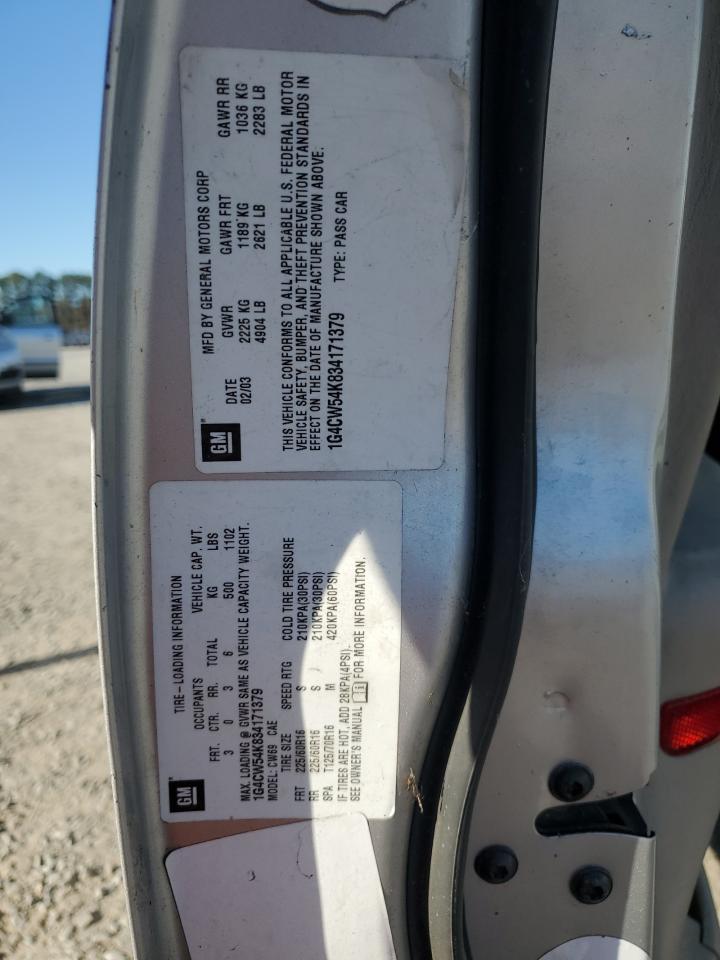 GM
MFD BY GENERAL MOTORS CORP
DATE GVWR GAWR FRT GAWR RR
02/03 2225 KG 1189 KG 1036 KG
4904 LB 2621 LB 2283 LB
THIS VEHICLE CONFORMS TO ALL APPLICABLE U.S. FEDERAL MOTOR
VEHICLE SAFETY, BUMPER, AND THEFT PREVENTION STANDARDS IN
EFFECT ON THE DATE OF MANUFACTURE SHOWN ABOVE.
1G4CW54K834171379 TYPE: PASS CAR
GM
TIRE-LOADING INFORMATION
OCCUPANTS VEHICLE CAP. WT.
FRT. CTR. RR. TOTAL KG LBS
3 0 3 6 500 1102
MAX. LOADING @ GVWR SAME AS VEHICLE CAPACITY WEIGHT.
1G4CW54K834171379
MODEL: CW69 CAE
TIRE SIZE SPEED RTG COLD TIRE PRESSURE
FRT 225/60R16 S 210KPA(30PSI)
RR 225/60R16 S 210KPA(30PSI)
SPA T125/70R16 M 420KPA(60PSI)
IF TIRES ARE HOT, ADD 28KPA(4PSI)
SEE OWNER'S MANUAL FOR MORE INFORMATION.